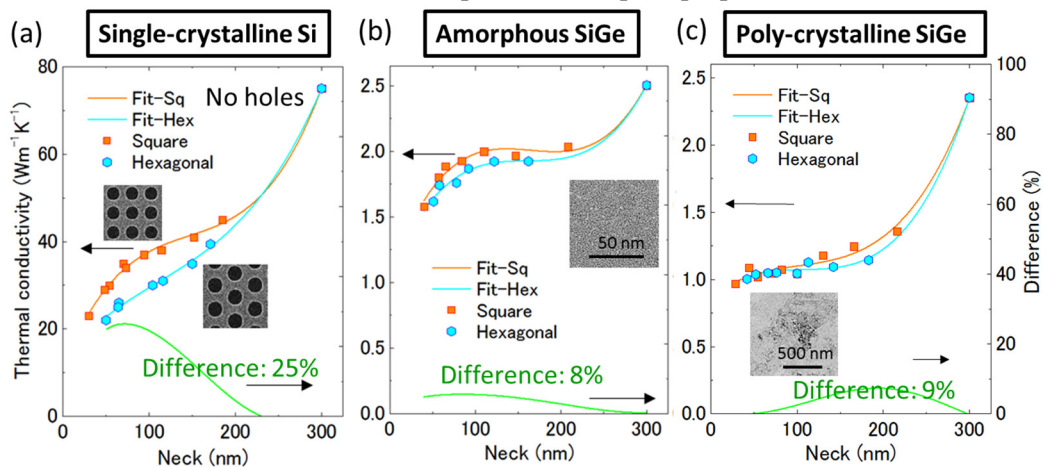 (a) Single-crystalline Si
(b) Amorphous SiGe
(c) Poly-crystalline SiGe
Thermal conductivity (Wm⁻¹K⁻¹)
80
60
40
20
0
No holes
Fit-Sq
Fit-Hex
Square
Hexagonal
Difference: 25%
0
100
200
300
Neck (nm)
2.5
2.0
1.5
1.0
0.5
0.0
50 nm
Fit-Sq
Fit-Hex
Square
Hexagonal
Difference: 8%
0
100
200
300
Neck (nm)
2.5
2.0
1.5
1.0
0.5
0.0
Fit-Sq
Fit-Hex
Square
Hexagonal
500 nm
Difference: 9%
0
100
200
300
Neck (nm)
100
80
60
40
20
0
Difference (%)